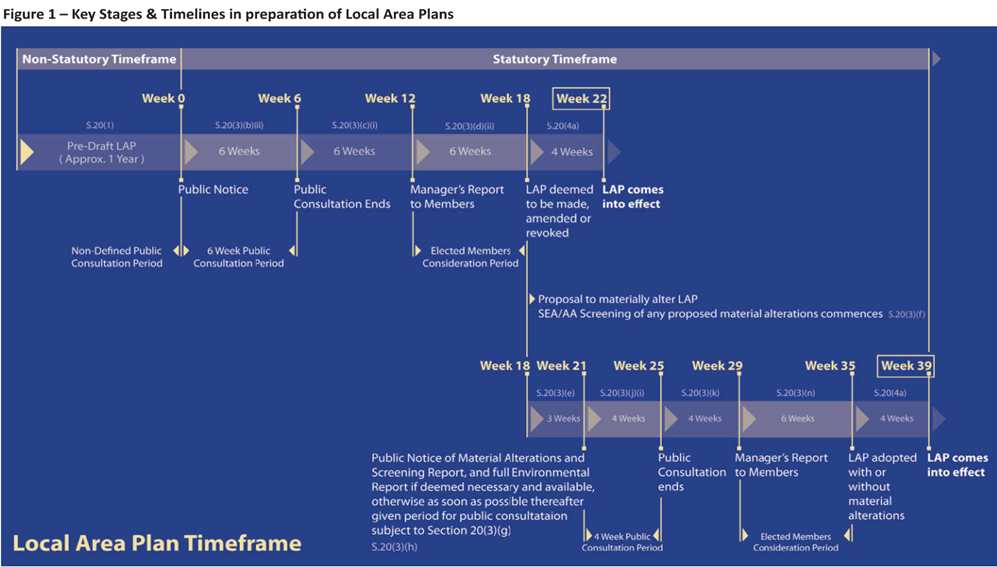 Figure 1 – Key Stages & Timelines in preparation of Local Area Plans
Non-Statutory Timeframe
Statutory Timeframe
Week 0
Week 6
Week 12
Week 18
Week 22
S.20(1)
S.20(3)(b)(ii)
S.20(3)(c)(i)
S.20(3)(d)(ii)
S.20(4a)
Pre-Draft LAP
( Approx. 1 Year )
6 Weeks
6 Weeks
6 Weeks
4 Weeks
Public Notice
Public
Consultation Ends
Manager's Report
to Members
LAP deemed
to be made,
amended or
revoked
LAP comes
into effect
Non-Defined Public
Consultation Period
6 Week Public
Consultation Period
Elected Members
Consideration Period
Proposal to materially alter LAP
SEA/AA Screening of any proposed material alterations commences S.20(3)(f)
Week 18
Week 21
Week 25
Week 29
Week 35
Week 39
S.20(3)(e)
S.20(3)(j)(i)
S.20(3)(k)
S.20(3)(n)
S.20(4a)
3 Weeks
4 Weeks
4 Weeks
6 Weeks
4 Weeks
Public Notice of Material Alterations and
Screening Report, and full Environmental
Report if deemed necessary and available,
otherwise as soon as possible thereafter
given period for public consultataion
subject to Section 20(3)(g)
S.20(3)(h)
Public
Consultation
ends
Manager's Report
to Members
LAP adopted
with or
without
material
alterations
LAP comes
into effect
4 Week Public
Consultation Period
Elected Members
Consideration Period
Local Area Plan Timeframe